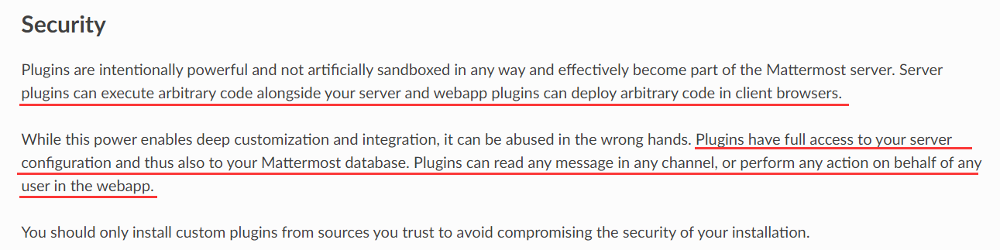 Security
Plugins are intentionally powerful and not artificially sandboxed in any way and effectively become part of the Mattermost server. Server
plugins can execute arbitrary code alongside your server and webapp plugins can deploy arbitrary code in client browsers.
While this power enables deep customization and integration, it can be abused in the wrong hands. Plugins have full access to your server
configuration and thus also to your Mattermost database. Plugins can read any message in any channel, or perform any action on behalf of any
user in the webapp.
You should only install custom plugins from sources you trust to avoid compromising the security of your installation.